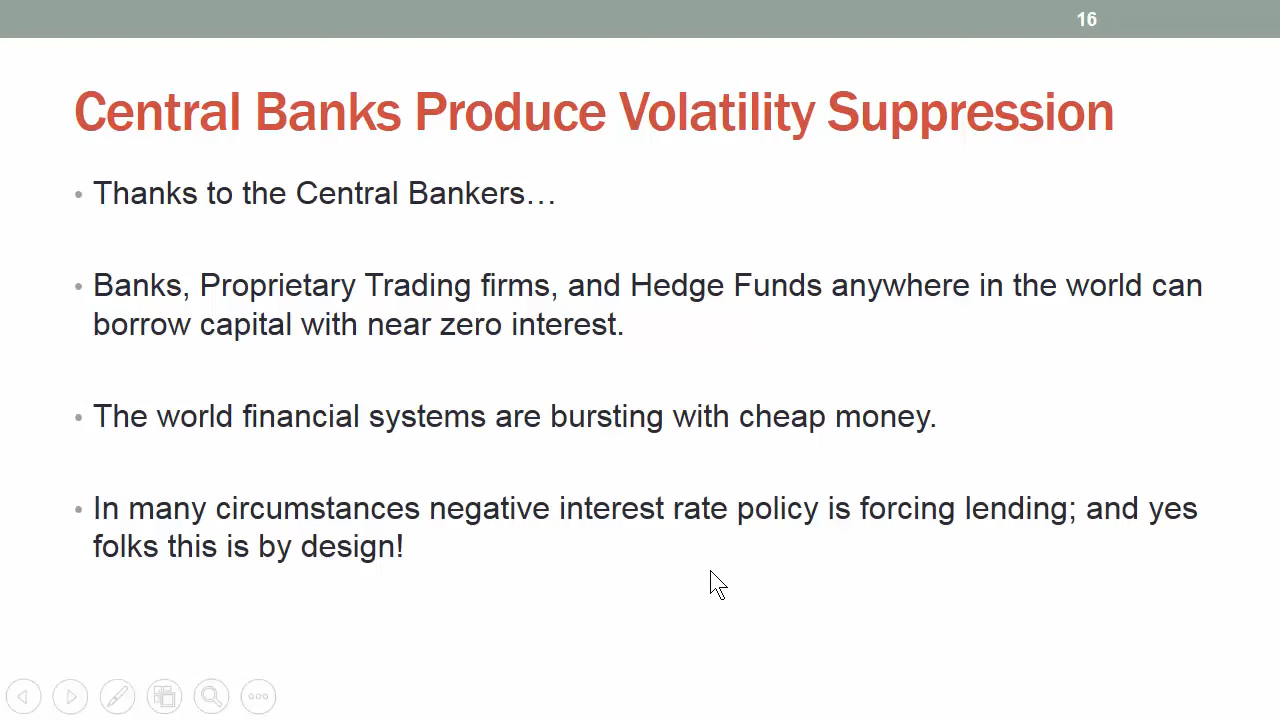 16
Central Banks Produce Volatility Suppression
• Thanks to the Central Bankers…
• Banks, Proprietary Trading firms, and Hedge Funds anywhere in the world can
borrow capital with near zero interest.
• The world financial systems are bursting with cheap money.
• In many circumstances negative interest rate policy is forcing lending; and yes
folks this is by design!